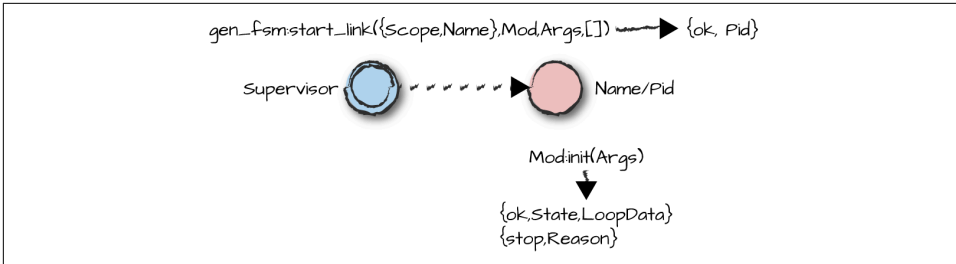 gen_fsm:start_link({Scope,Name},Mod,Args,[]) {ok, Pid}
Supervisor Name/Pid
Mod:init(Args)
{ok,State,LoopData}
{stop,Reason}